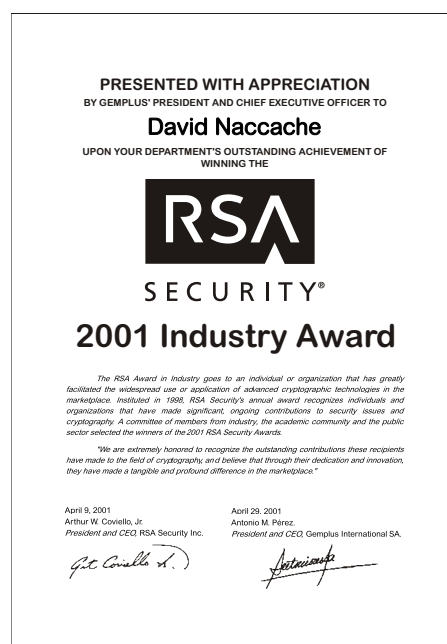 PRESENTED WITH APPRECIATION
BY GEMPLUS' PRESIDENT AND CHIEF EXECUTIVE OFFICER TO
David Naccache
UPON YOUR DEPARTMENT'S OUTSTANDING ACHIEVEMENT OF
WINNING THE
RSA
SECURITY®
2001 Industry Award
The RSA Award in Industry goes to an individual or organization that has greatly
facilitated the widespread use or application of advanced cryptographic technologies in the
marketplace. Instituted in 1998, RSA Security's annual award recognizes individuals and
organizations that have made significant, ongoing contributions to security issues and
cryptography. A committee of members from industry, the academic community and the public
sector selected the winners of the 2001 RSA Security Awards.
"We are extremely honored to recognize the outstanding contributions these recipients
have made to the field of cryptography, and believe that through their dedication and innovation,
they have made a tangible and profound difference in the marketplace."
April 9, 2001
Arthur W. Coviello, Jr.
President and CEO, RSA Security Inc.
Art Coviello Jr.
April 29. 2001
Antonio M. Pérez.
President and CEO, Gemplus International SA.